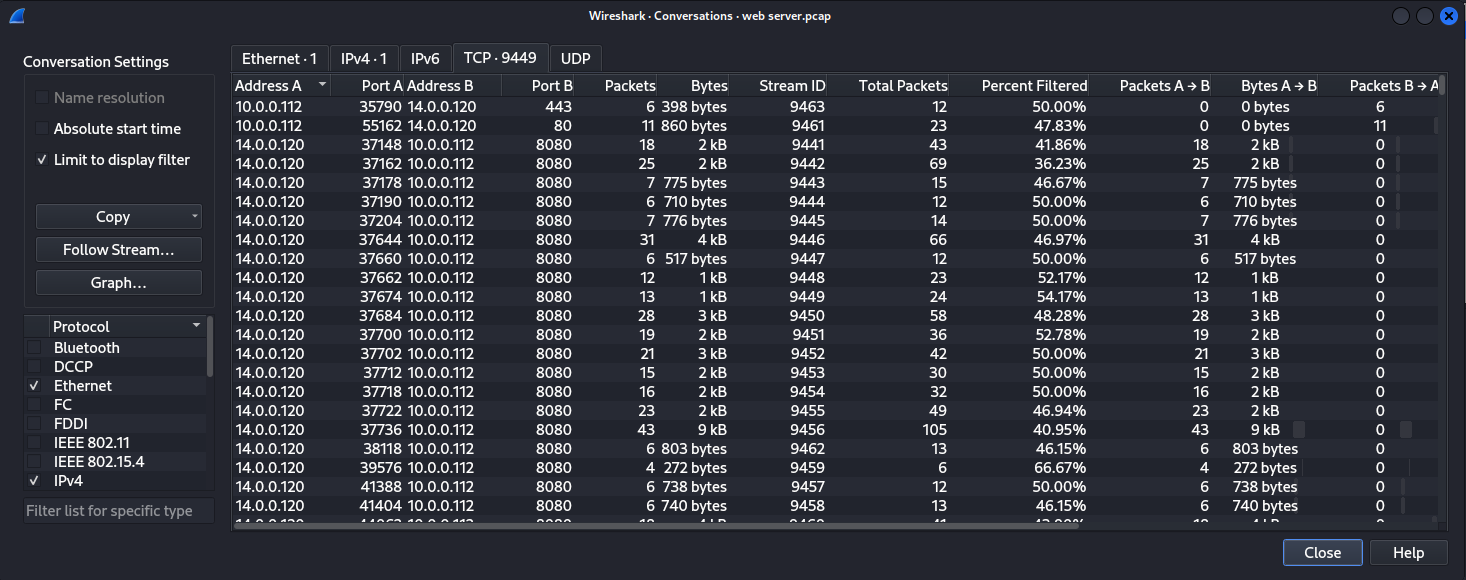 Wireshark · Conversations · web server.pcap
Conversation Settings
Name resolution
Absolute start time
Limit to display filter
Copy
Follow Stream…
Graph…
Protocol
Bluetooth
DCCP
Ethernet
FC
FDDI
IEEE 802.11
IEEE 802.15.4
IPv4
Filter list for specific type
Ethernet · 1 IPv4 · 1 IPv6 TCP · 9449 UDP
Address A Port A Address B Port B Packets Bytes Stream ID Total Packets Percent Filtered Packets A → B Bytes A → B Packets B → A
10.0.0.112 35790 14.0.0.120 443 6 398 bytes 9463 12 50.00% 0 0 bytes 6
10.0.0.112 55162 14.0.0.120 80 11 860 bytes 9461 23 47.83% 0 0 bytes 11
14.0.0.120 37148 10.0.0.112 8080 18 2 kB 9441 43 41.86% 18 2 kB 0
14.0.0.120 37162 10.0.0.112 8080 25 2 kB 9442 69 36.23% 25 2 kB 0
14.0.0.120 37178 10.0.0.112 8080 7 775 bytes 9443 15 46.67% 7 775 bytes 0
14.0.0.120 37190 10.0.0.112 8080 6 710 bytes 9444 12 50.00% 6 710 bytes 0
14.0.0.120 37204 10.0.0.112 8080 7 776 bytes 9445 14 50.00% 7 776 bytes 0
14.0.0.120 37644 10.0.0.112 8080 31 4 kB 9446 66 46.97% 31 4 kB 0
14.0.0.120 37660 10.0.0.112 8080 6 517 bytes 9447 12 50.00% 6 517 bytes 0
14.0.0.120 37662 10.0.0.112 8080 12 1 kB 9448 23 52.17% 12 1 kB 0
14.0.0.120 37674 10.0.0.112 8080 13 1 kB 9449 24 54.17% 13 1 kB 0
14.0.0.120 37684 10.0.0.112 8080 28 3 kB 9450 58 48.28% 28 3 kB 0
14.0.0.120 37700 10.0.0.112 8080 19 2 kB 9451 36 52.78% 19 2 kB 0
14.0.0.120 37702 10.0.0.112 8080 21 3 kB 9452 42 50.00% 21 3 kB 0
14.0.0.120 37712 10.0.0.112 8080 15 2 kB 9453 30 50.00% 15 2 kB 0
14.0.0.120 37718 10.0.0.112 8080 16 2 kB 9454 32 50.00% 16 2 kB 0
14.0.0.120 37722 10.0.0.112 8080 23 2 kB 9455 49 46.94% 23 2 kB 0
14.0.0.120 37736 10.0.0.112 8080 43 9 kB 9456 105 40.95% 43 9 kB 0
14.0.0.120 38118 10.0.0.112 8080 6 803 bytes 9462 13 46.15% 6 803 bytes 0
14.0.0.120 39576 10.0.0.112 8080 4 272 bytes 9459 6 66.67% 4 272 bytes 0
14.0.0.120 41388 10.0.0.112 8080 6 738 bytes 9457 12 50.00% 6 738 bytes 0
14.0.0.120 41404 10.0.0.112 8080 6 740 bytes 9458 13 46.15% 6 740 bytes 0
Close Help